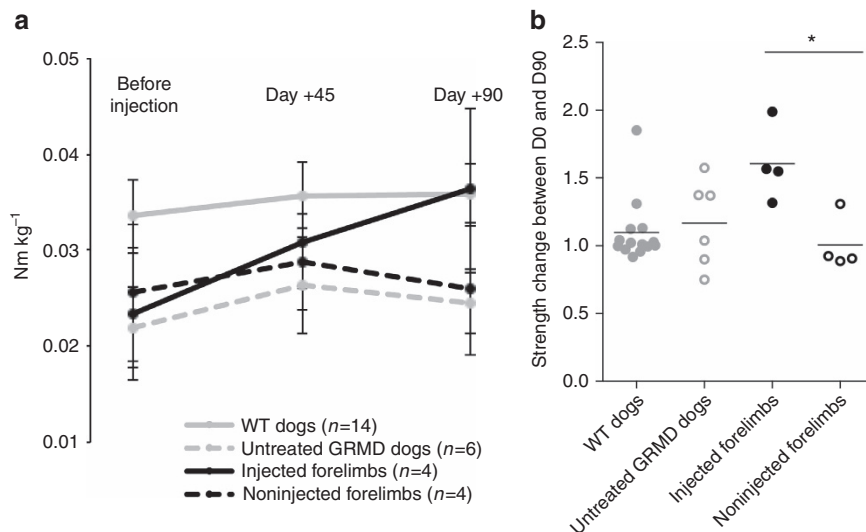 a
0.05
0.04
0.03
0.02
0.01
Nm kg⁻¹
Before
injection
Day +45
Day +90
WT dogs (n=14)
Untreated GRMD dogs (n=6)
Injected forelimbs (n=4)
Noninjected forelimbs (n=4)
b
2.5
2.0
1.5
1.0
0.5
0.0
Strength change between D0 and D90
*
WT dogs
Untreated GRMD dogs
Injected forelimbs
Noninjected forelimbs